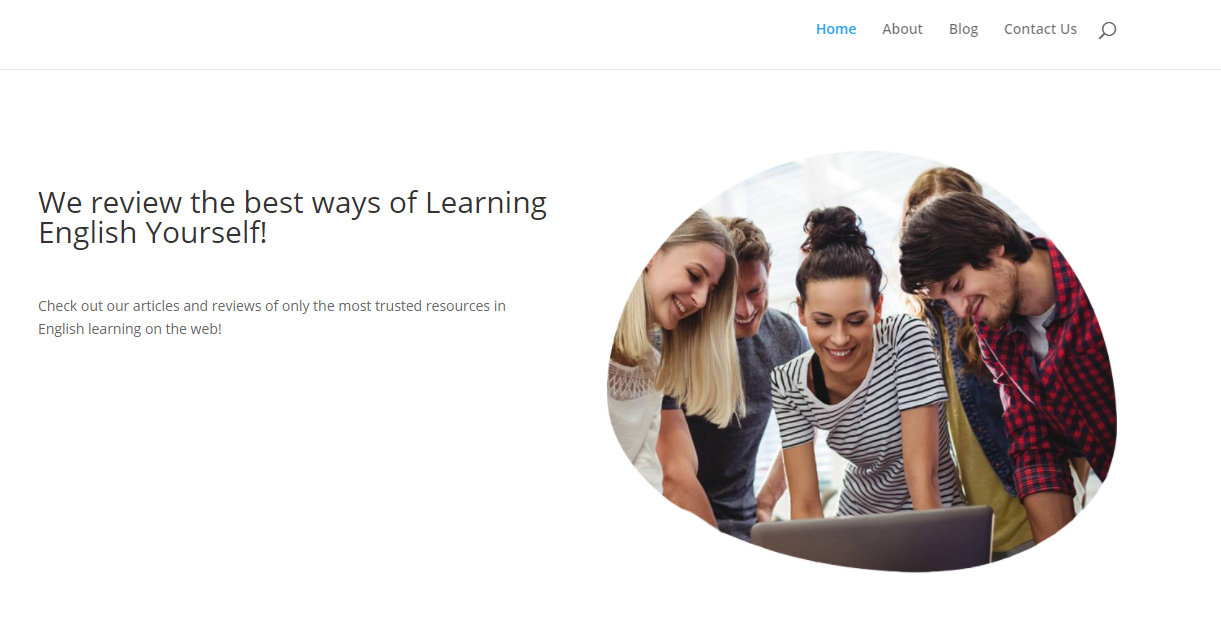 Home About Blog Contact Us
We review the best ways of Learning
English Yourself!
Check out our articles and reviews of only the most trusted resources in
English learning on the web!